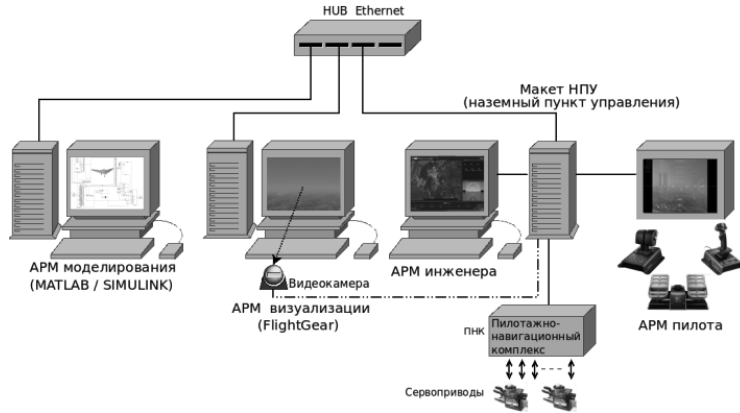 HUB Ethernet
Макет НПУ
(наземный пункт управления)
АРМ моделирования
(MATLAB / SIMULINK)
Видеокамера
АРМ визуализации
(FlightGear)
АРМ инженера
АРМ пилота
ПНК
Пилотажно-
навигационный
комплекс
Сервоприводы